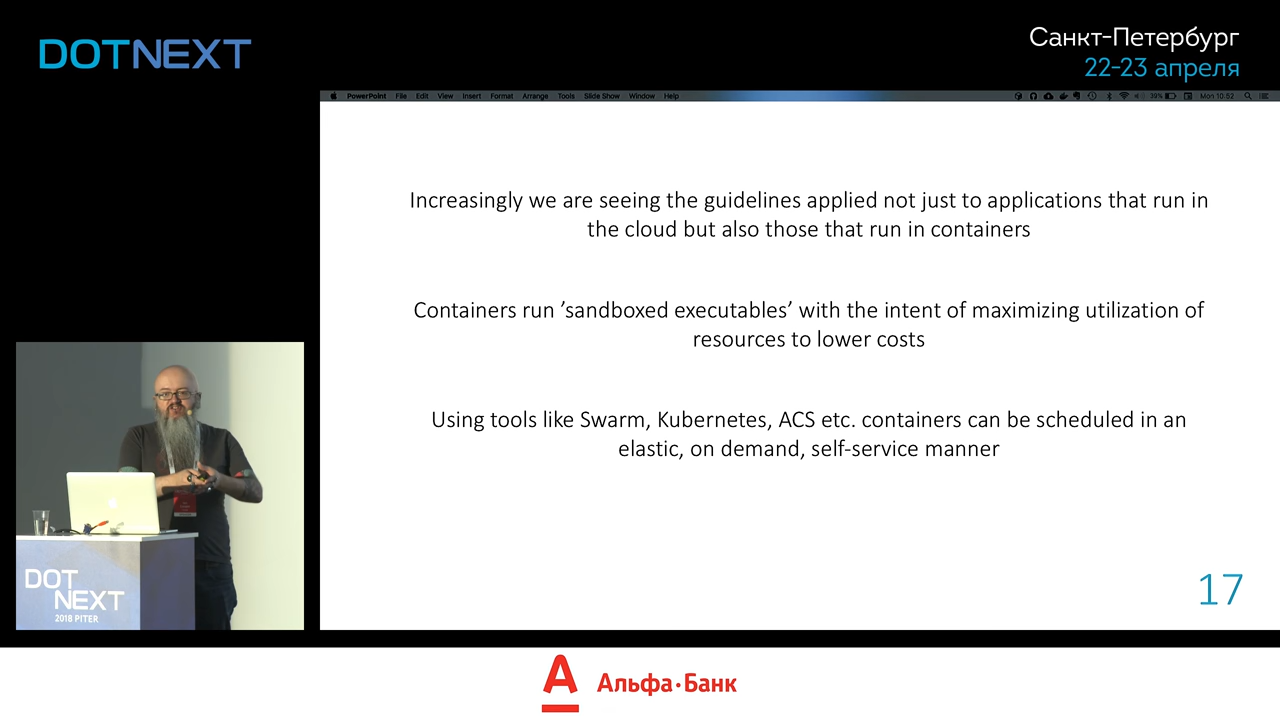 DOTNEXT
Санкт-Петербург
22-23 апреля
PowerPoint File Edit View Insert Format Arrange Tools Slide Show Window Help
39% Mon 10:52
Increasingly we are seeing the guidelines applied not just to applications that run in
the cloud but also those that run in containers
Containers run ’sandboxed executables’ with the intent of maximizing utilization of
resources to lower costs
Using tools like Swarm, Kubernetes, ACS etc. containers can be scheduled in an
elastic, on demand, self-service manner
17
DOT
NEXT
2018 PITER
А
Альфа·Банк